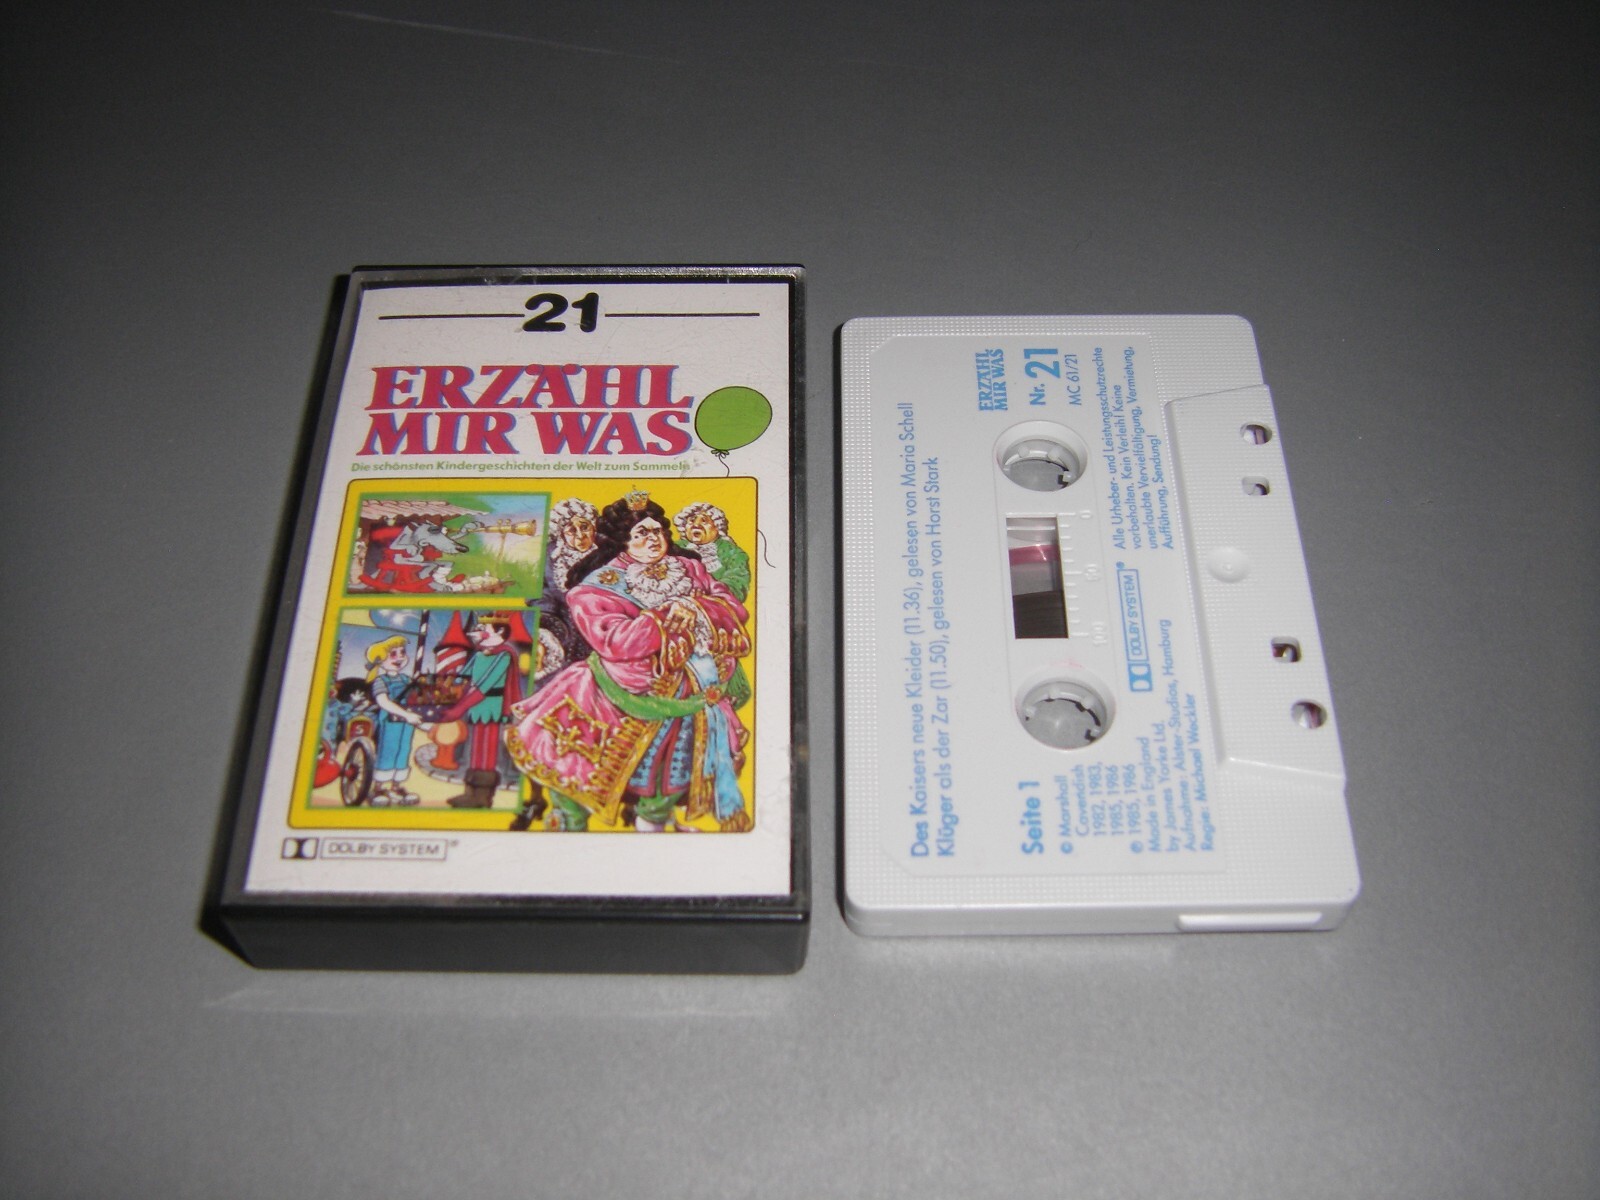 21
ERZÄHL
MIR WAS
Die schönsten Kindergeschichten der Welt zum Sammeln
DOLBY SYSTEM®
Des Kaisers neue Kleider (11.36), gelesen von Maria Schell
Klüger als der Zar (11.50), gelesen von Horst Stark
ERZÄHL
MIR WAS
Nr. 21
MC 61/21
Seite 1
Alle Urheber- und Leistungsschutzrechte
vorbehalten. Kein Verleih! Keine
unerlaubte Vervielfältigung, Vermietung,
Aufführung, Sendung!
DOLBY SYSTEM®
© Marshall
Cavendish
1982, 1983,
1985, 1986
℗ 1985, 1986
Made in England
by James Yorke Ltd.
Aufnahme: Alster-Studios, Hamburg
Regie: Michael Weckler
0
50
100